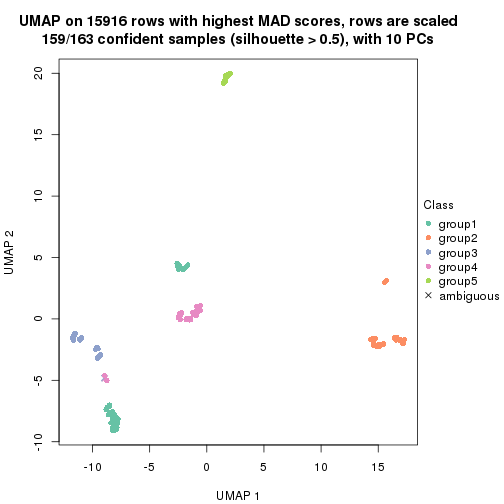 UMAP on 15916 rows with highest MAD scores, rows are scaled
159/163 confident samples (silhouette > 0.5), with 10 PCs
20
15
10
5
0
-5
-10
UMAP 2
-10
-5
0
5
10
15
UMAP 1
Class
group1
group2
group3
group4
group5
ambiguous